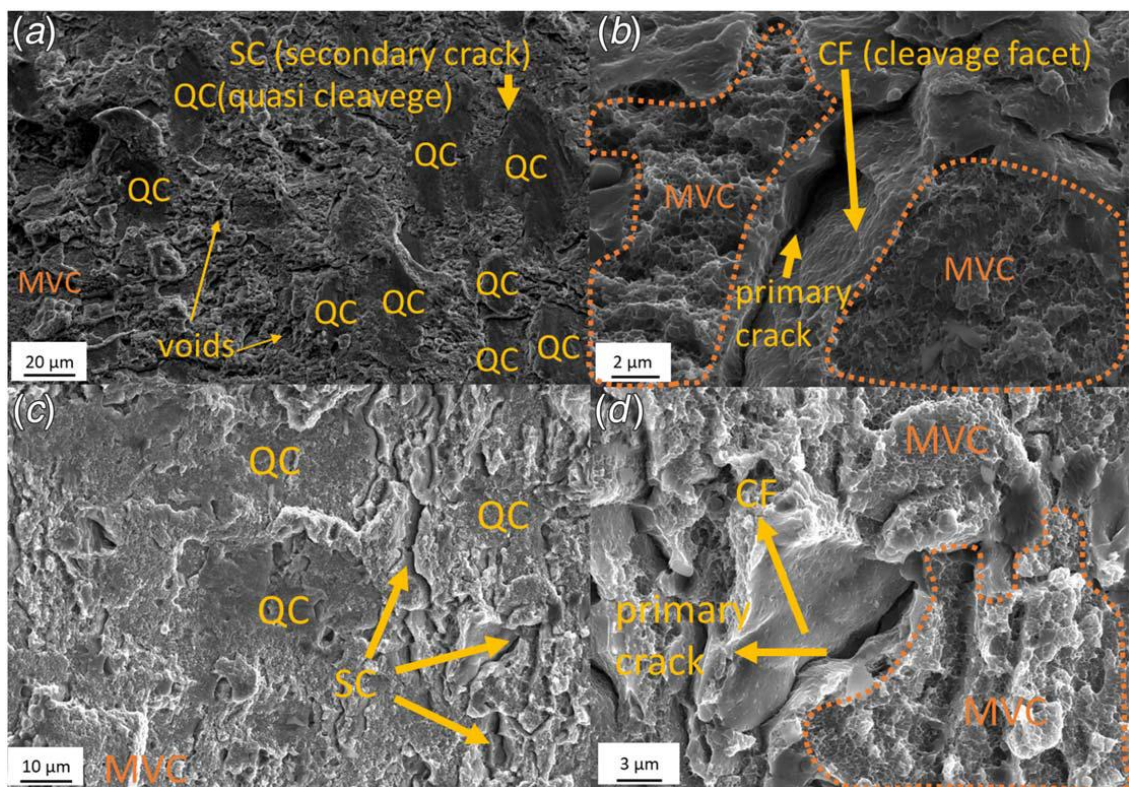 (a)
SC (secondary crack)
QC(quasi cleavege)
QC
QC
QC
MVC
voids
QC
QC
QC
QC
QC
20 µm
(b)
CF (cleavage facet)
MVC
MVC
primary
crack
2 µm
(c)
QC
QC
QC
SC
MVC
10 µm
(d)
MVC
CF
primary
crack
MVC
3 µm